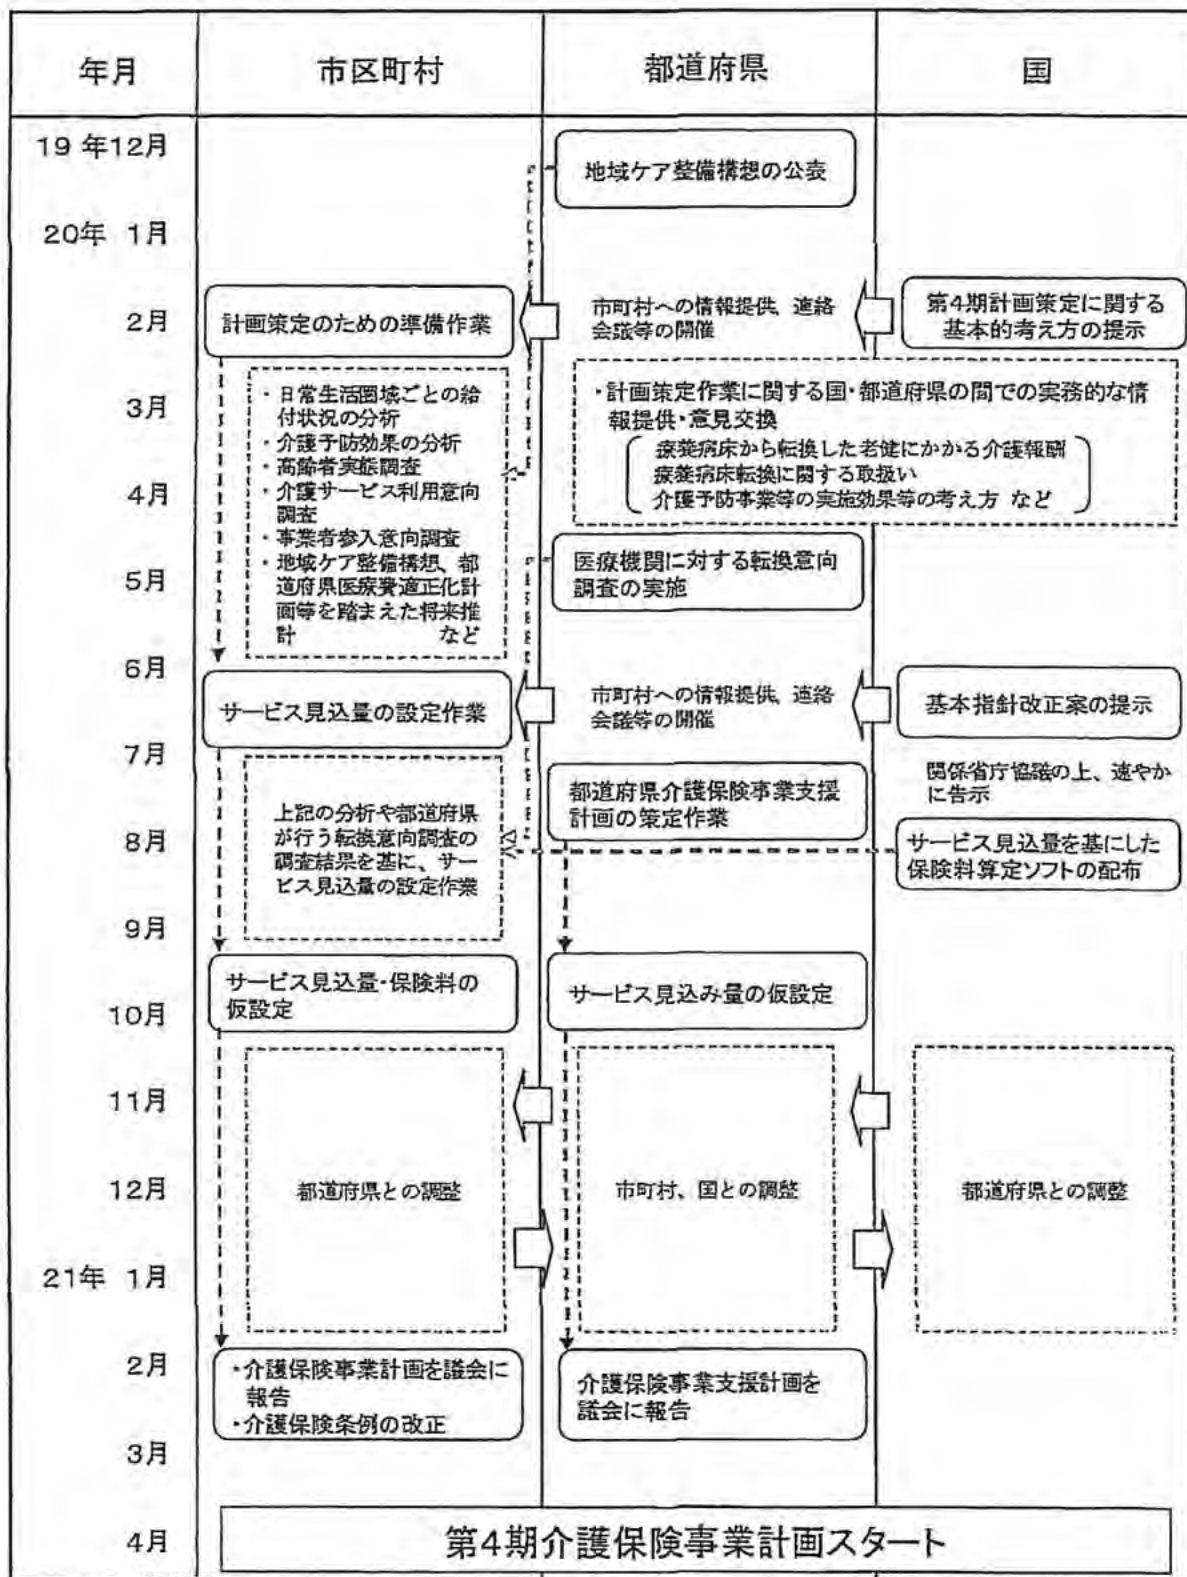 年月
市区町村
都道府県
国
19 年12月
地域ケア整備構想の公表
20年 1月
2月
計画策定のための準備作業
市町村への情報提供、連絡
会議等の開催
第4期計画策定に関する
基本的考え方の提示
3月
・日常生活圏域ごとの給
付状況の分析
・介護予防効果の分析
・高齢者実態調査
・介護サービス利用意向
調査
・事業者参入意向調査
・地域ケア整備構想、都
道府県医療費適正化計
画等を踏まえた将来推
計 など
・計画策定作業に関する国・都道府県の間での実務的な情
報提供・意見交換
療養病床から転換した老健にかかる介護報酬
療養病床転換に関する取扱い
介護予防事業等の実施効果等の考え方 など
4月
5月
医療機関に対する転換意向
調査の実施
6月
サービス見込量の設定作業
市町村への情報提供、連絡
会議等の開催
基本指針改正案の提示
7月
関係省庁協議の上、速やか
に告示
上記の分析や都道府県
が行う転換意向調査の
調査結果を基に、サー
ビス見込量の設定作業
都道府県介護保険事業支援
計画の策定作業
8月
サービス見込量を基にした
保険料算定ソフトの配布
9月
サービス見込量・保険料の
仮設定
サービス見込み量の仮設定
10月
11月
12月
都道府県との調整
市町村、国との調整
都道府県との調整
21年 1月
2月
・介護保険事業計画を議会に
報告
・介護保険条例の改正
介護保険事業支援計画を
議会に報告
3月
4月
第4期介護保険事業計画スタート